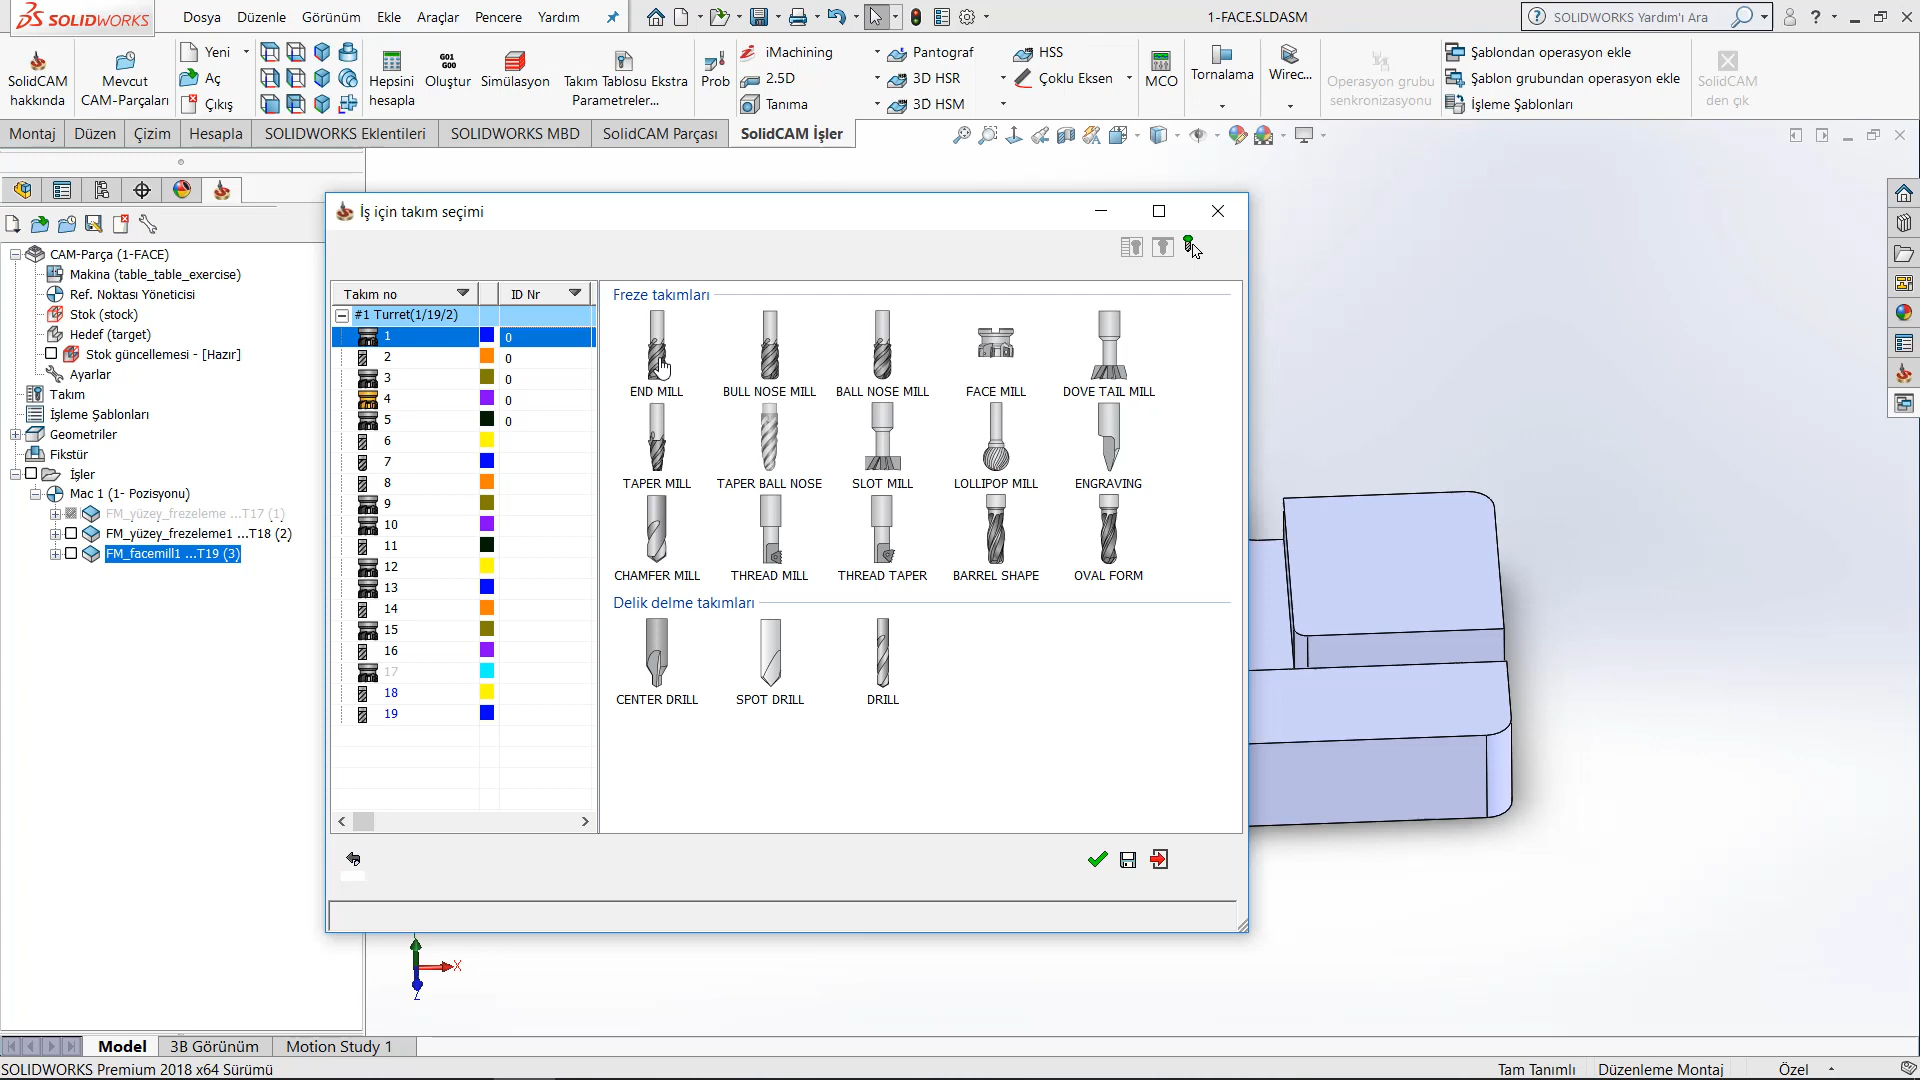 SOLIDWORKS
Dosya Düzenle Görünüm Ekle Araçlar Pencere Yardım
1-FACE.SLDASM
SOLIDWORKS Yardım'ı Ara
SolidCAM hakkında
Mevcut CAM-Parçaları
Yeni
Aç
Çıkış
Hepsini hesapla
G01
G00
Oluştur
Simülasyon
Takım Tablosu Ekstra Parametreler...
Prob
iMachining
2.5D
Tanıma
Pantograf
3D HSR
3D HSM
HSS
Çoklu Eksen
MCO
Tornalama
Wirec...
Operasyon grubu senkronizasyonu
Şablondan operasyon ekle
Şablon grubundan operasyon ekle
İşleme Şablonları
SolidCAM den çık
Montaj Düzen Çizim Hesapla SOLIDWORKS Eklentileri SOLIDWORKS MBD SolidCAM Parçası SolidCAM İşler
CAM-Parça (1-FACE)
Makina (table_table_exercise)
Ref. Noktası Yöneticisi
Stok (stock)
Hedef (target)
Stok güncellemesi - [Hazır]
Ayarlar
Takım
İşleme Şablonları
Geometriler
Fikstür
İşler
Mac 1 (1- Pozisyonu)
FM_yüzey_frezeleme ...T17 (1)
FM_yüzey_frezeleme1 ...T18 (2)
FM_facemill1 ...T19 (3)
İş için takım seçimi
Takım no ID Nr
#1 Turret(1/19/2)
1 0
2 0
3 0
4 0
5 0
6
7
8
9
10
11
12
13
14
15
16
17
18
19
Freze takımları
END MILL BULL NOSE MILL BALL NOSE MILL FACE MILL DOVE TAIL MILL
TAPER MILL TAPER BALL NOSE SLOT MILL LOLLIPOP MILL ENGRAVING
CHAMFER MILL THREAD MILL THREAD TAPER BARREL SHAPE OVAL FORM
Delik delme takımları
CENTER DRILL SPOT DRILL DRILL
X
Z
Model 3B Görünüm Motion Study 1
SOLIDWORKS Premium 2018 x64 Sürümü
Tam Tanımlı Düzenleme Montaj Özel